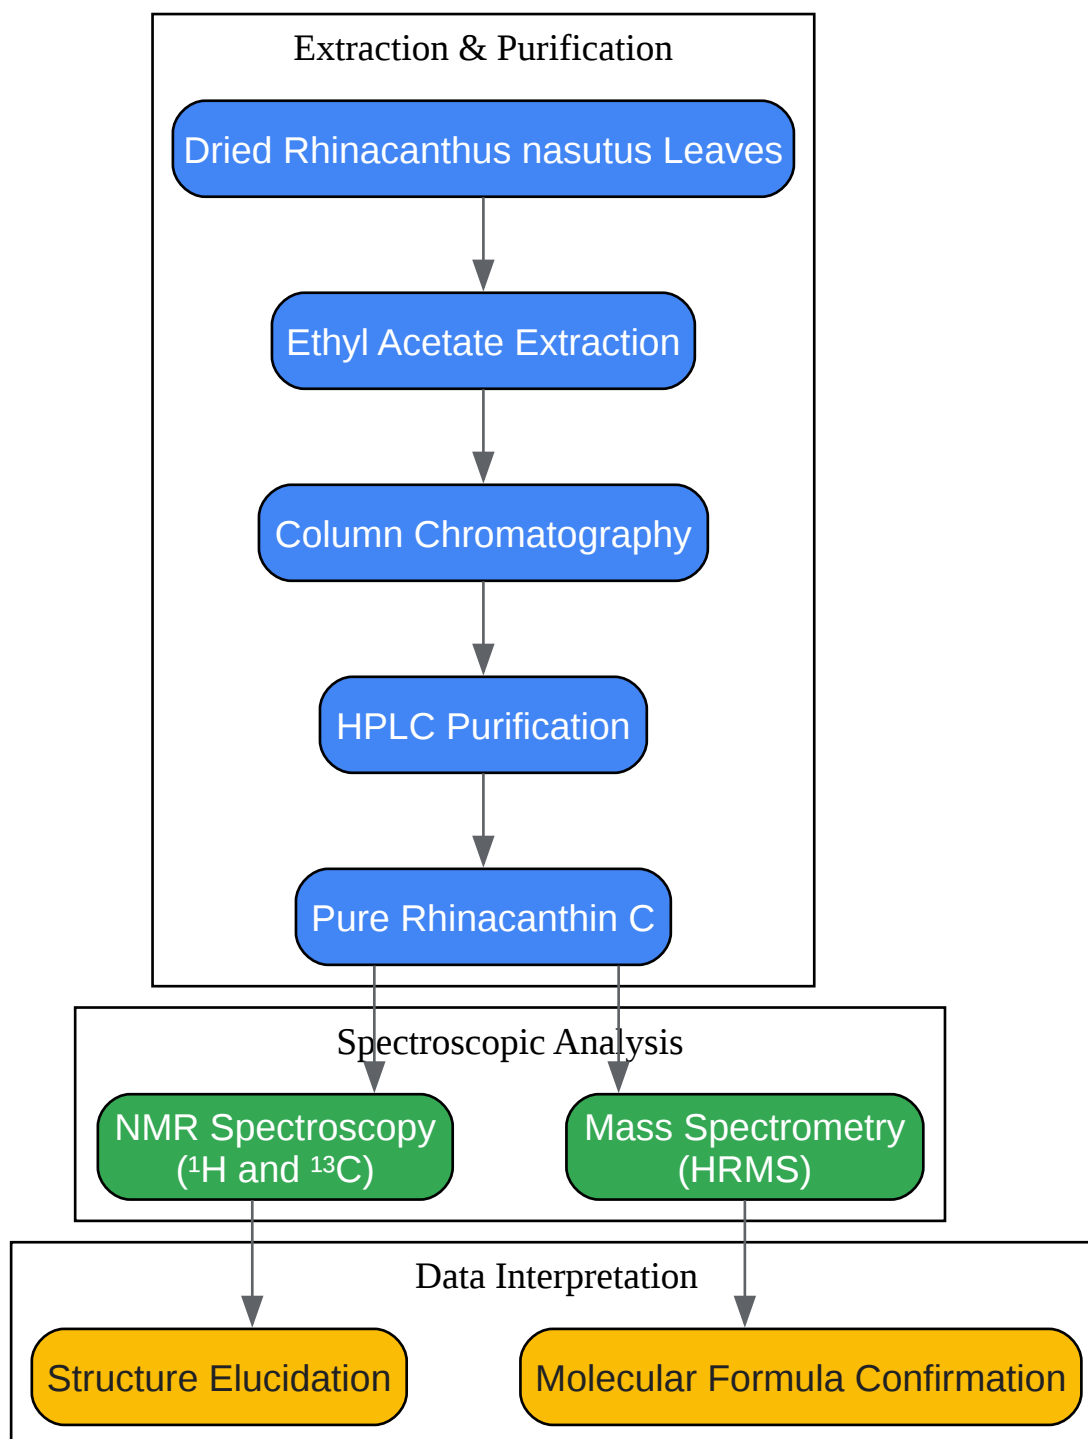 Extraction & Purification
Dried Rhinacanthus nasutus Leaves
Ethyl Acetate Extraction
Column Chromatography
HPLC Purification
Pure Rhinacanthin C
Spectroscopic Analysis
NMR Spectroscopy
(¹H and ¹³C)
Mass Spectrometry
(HRMS)
Data Interpretation
Structure Elucidation
Molecular Formula Confirmation